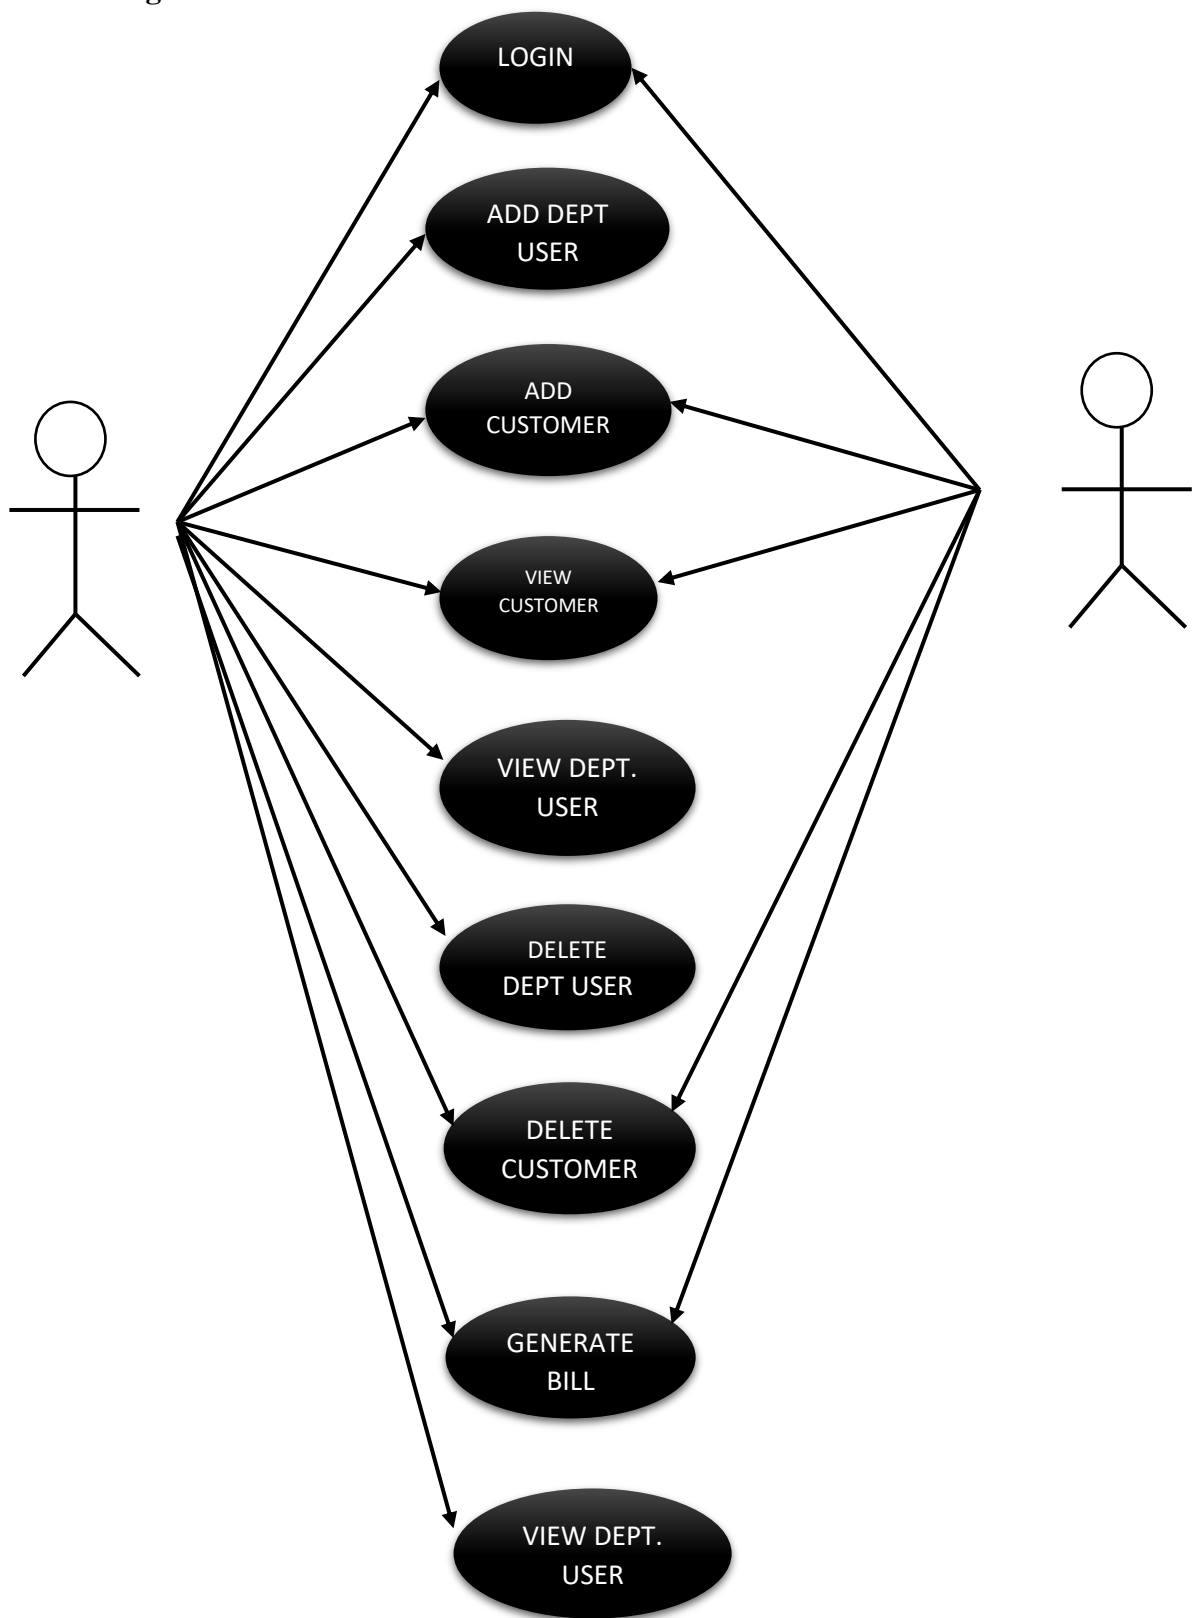 LOGIN
ADD DEPT
USER
ADD
CUSTOMER
VIEW
CUSTOMER
VIEW DEPT.
USER
DELETE
DEPT USER
DELETE
CUSTOMER
GENERATE
BILL
VIEW DEPT.
USER